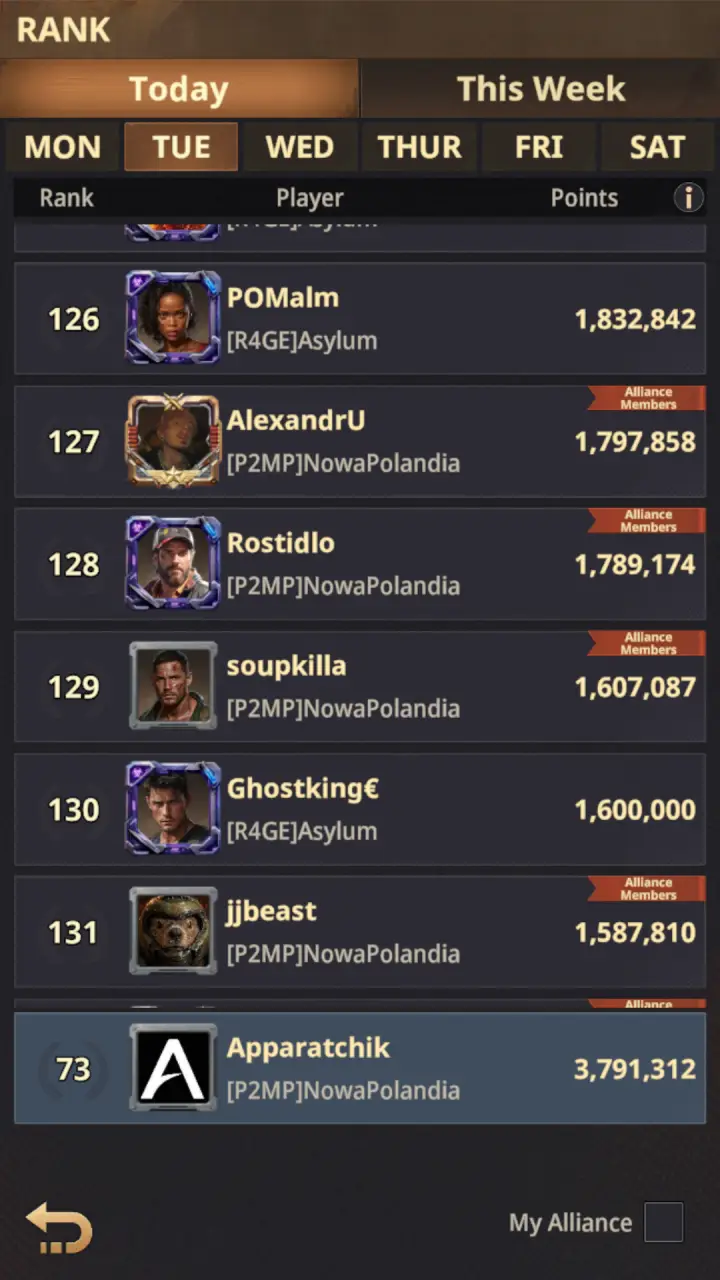 RANK
Today
This Week
MON TUE WED THUR FRI SAT
Rank Player Points i
126
POMalm
[R4GE]Asylum
1,832,842
Alliance
Members
127
AlexandrU
[P2MP]NowaPolandia
1,797,858
Alliance
Members
128
Rostidlo
[P2MP]NowaPolandia
1,789,174
Alliance
Members
129
soupkilla
[P2MP]NowaPolandia
1,607,087
130
Ghostking€
[R4GE]Asylum
1,600,000
Alliance
Members
131
jjbeast
[P2MP]NowaPolandia
1,587,810
Alliance
73
Apparatchik
[P2MP]NowaPolandia
3,791,312
My Alliance